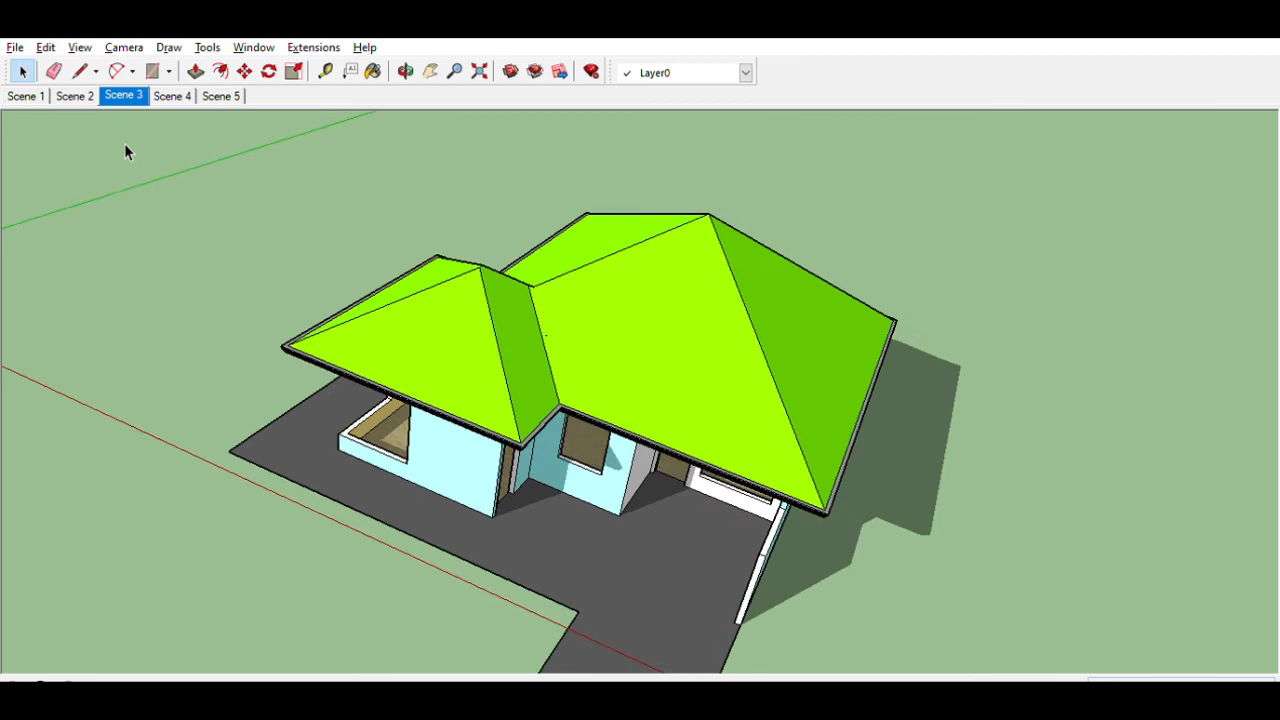 File Edit View Camera Draw Tools Window Extensions Help
✓ Layer0
Scene 1 Scene 2 Scene 3 Scene 4 Scene 5